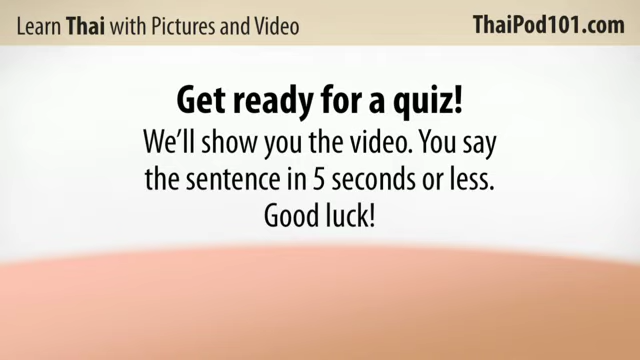 Learn Thai with Pictures and Video
ThaiPod101.com
Get ready for a quiz!
We'll show you the video. You say
the sentence in 5 seconds or less.
Good luck!